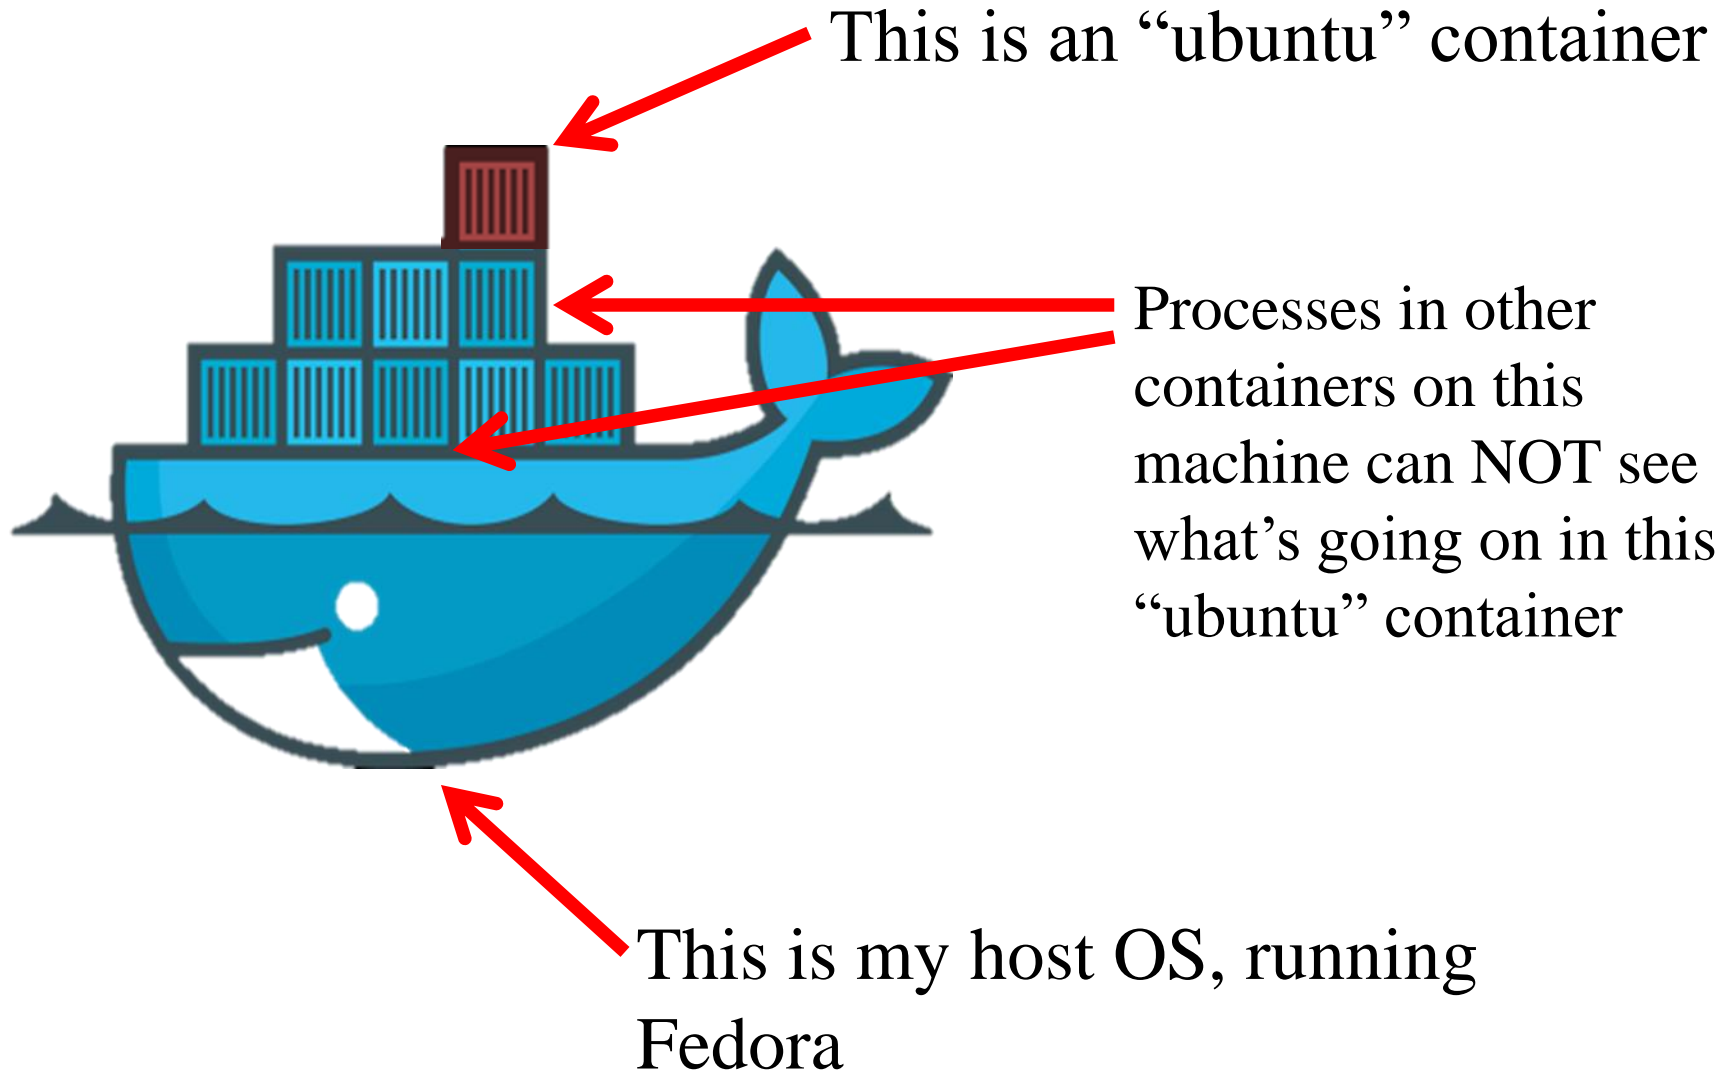 This is an “ubuntu” container
Processes in other
containers on this
machine can NOT see
what’s going on in this
“ubuntu” container
This is my host OS, running
Fedora